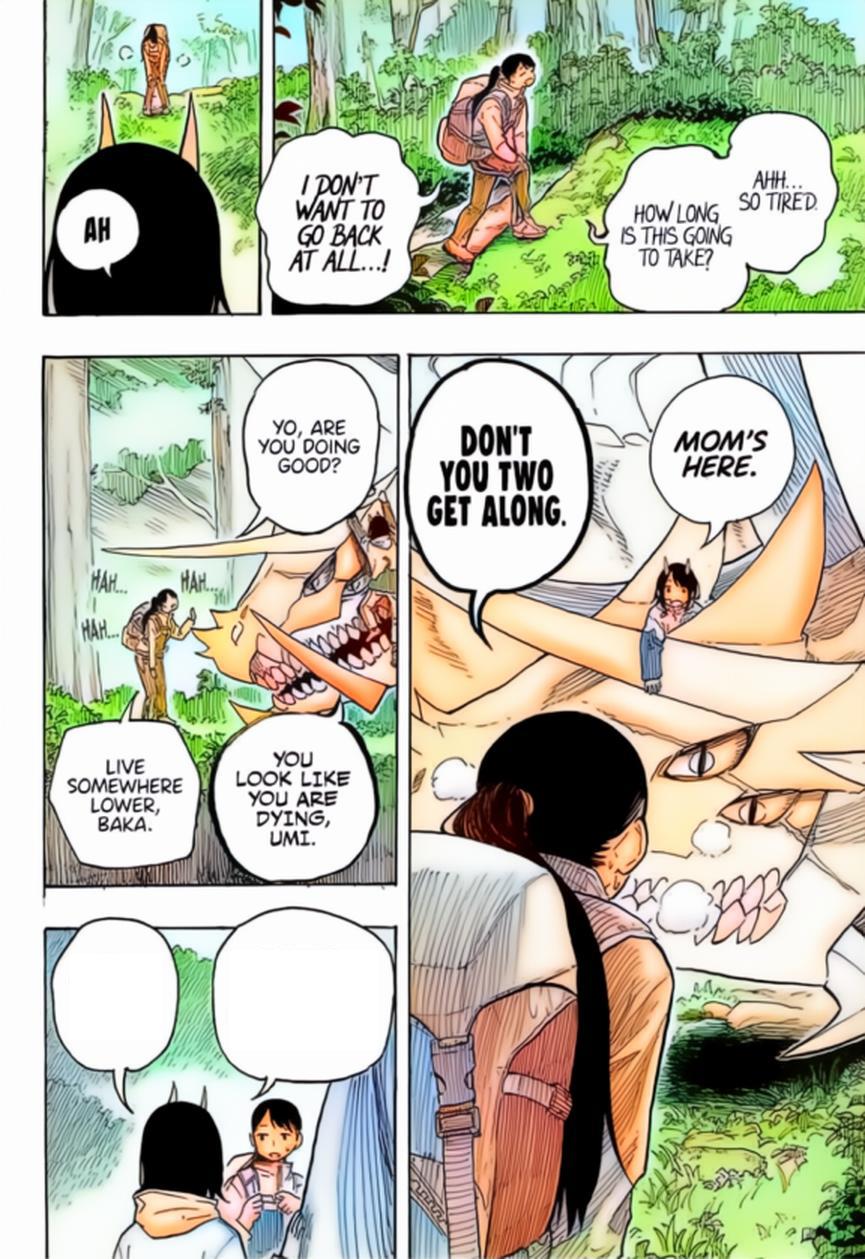 AHH...
SO TIRED.
HOW LONG
IS THIS GOING
TO TAKE?
I DON'T
WANT TO
GO BACK
AT ALL...!
AH
MOM'S
HERE.
DON'T
YOU TWO
GET ALONG.
YO, ARE
YOU DOING
GOOD?
HAH...
HAH...
HAH...
YOU
LOOK LIKE
YOU ARE
DYING,
UMI.
LIVE
SOMEWHERE
LOWER,
BAKA.